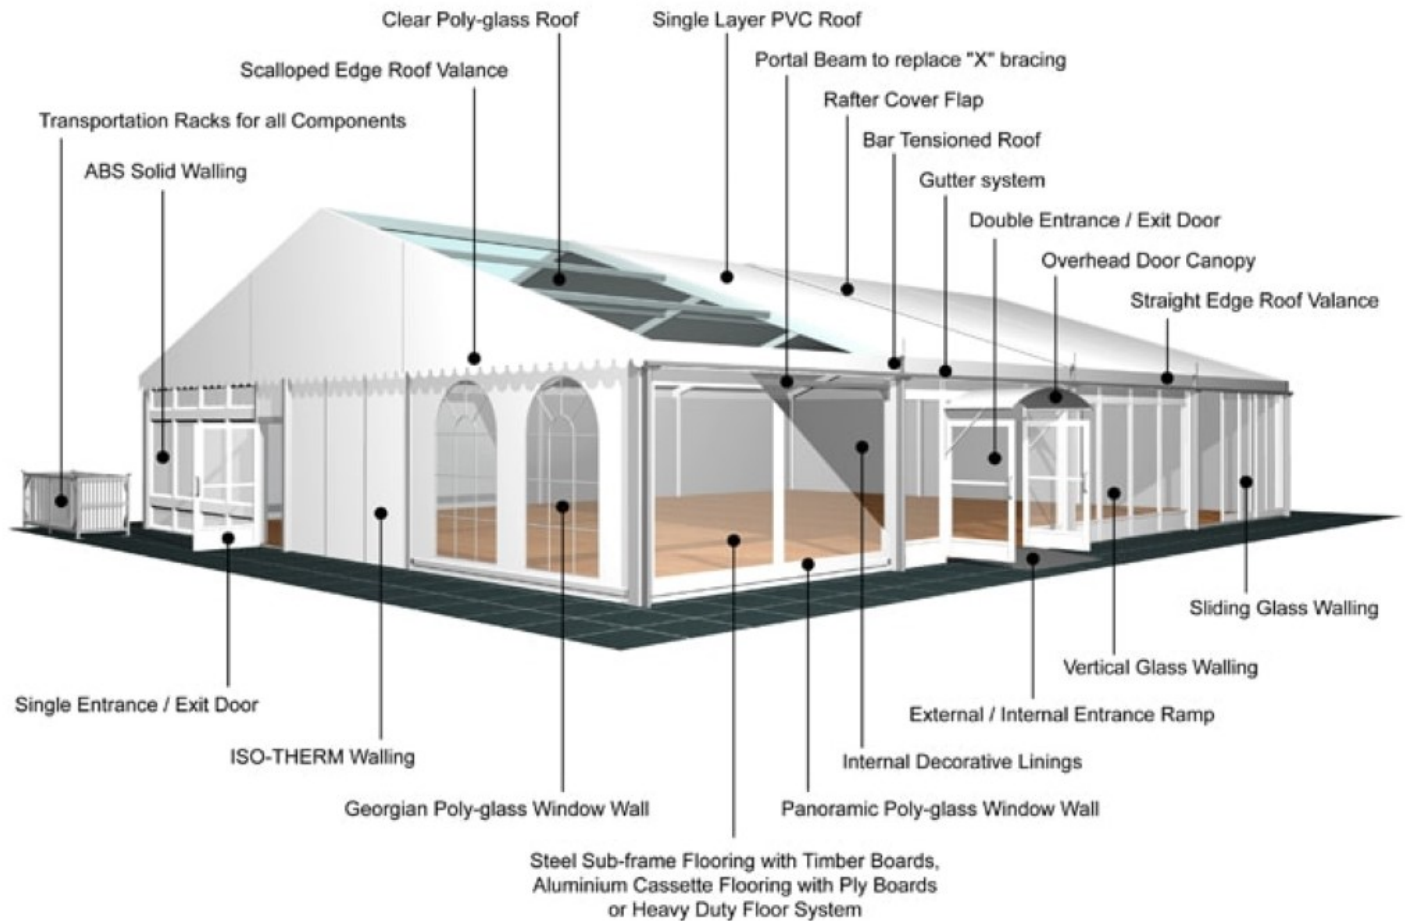 Clear Poly-glass Roof
Single Layer PVC Roof
Portal Beam to replace "X" bracing
Scalloped Edge Roof Valance
Rafter Cover Flap
Transportation Racks for all Components
Bar Tensioned Roof
ABS Solid Walling
Gutter system
Double Entrance / Exit Door
Overhead Door Canopy
Straight Edge Roof Valance
Sliding Glass Walling
Vertical Glass Walling
Single Entrance / Exit Door
External / Internal Entrance Ramp
ISO-THERM Walling
Internal Decorative Linings
Georgian Poly-glass Window Wall
Panoramic Poly-glass Window Wall
Steel Sub-frame Flooring with Timber Boards,
Aluminium Cassette Flooring with Ply Boards
or Heavy Duty Floor System